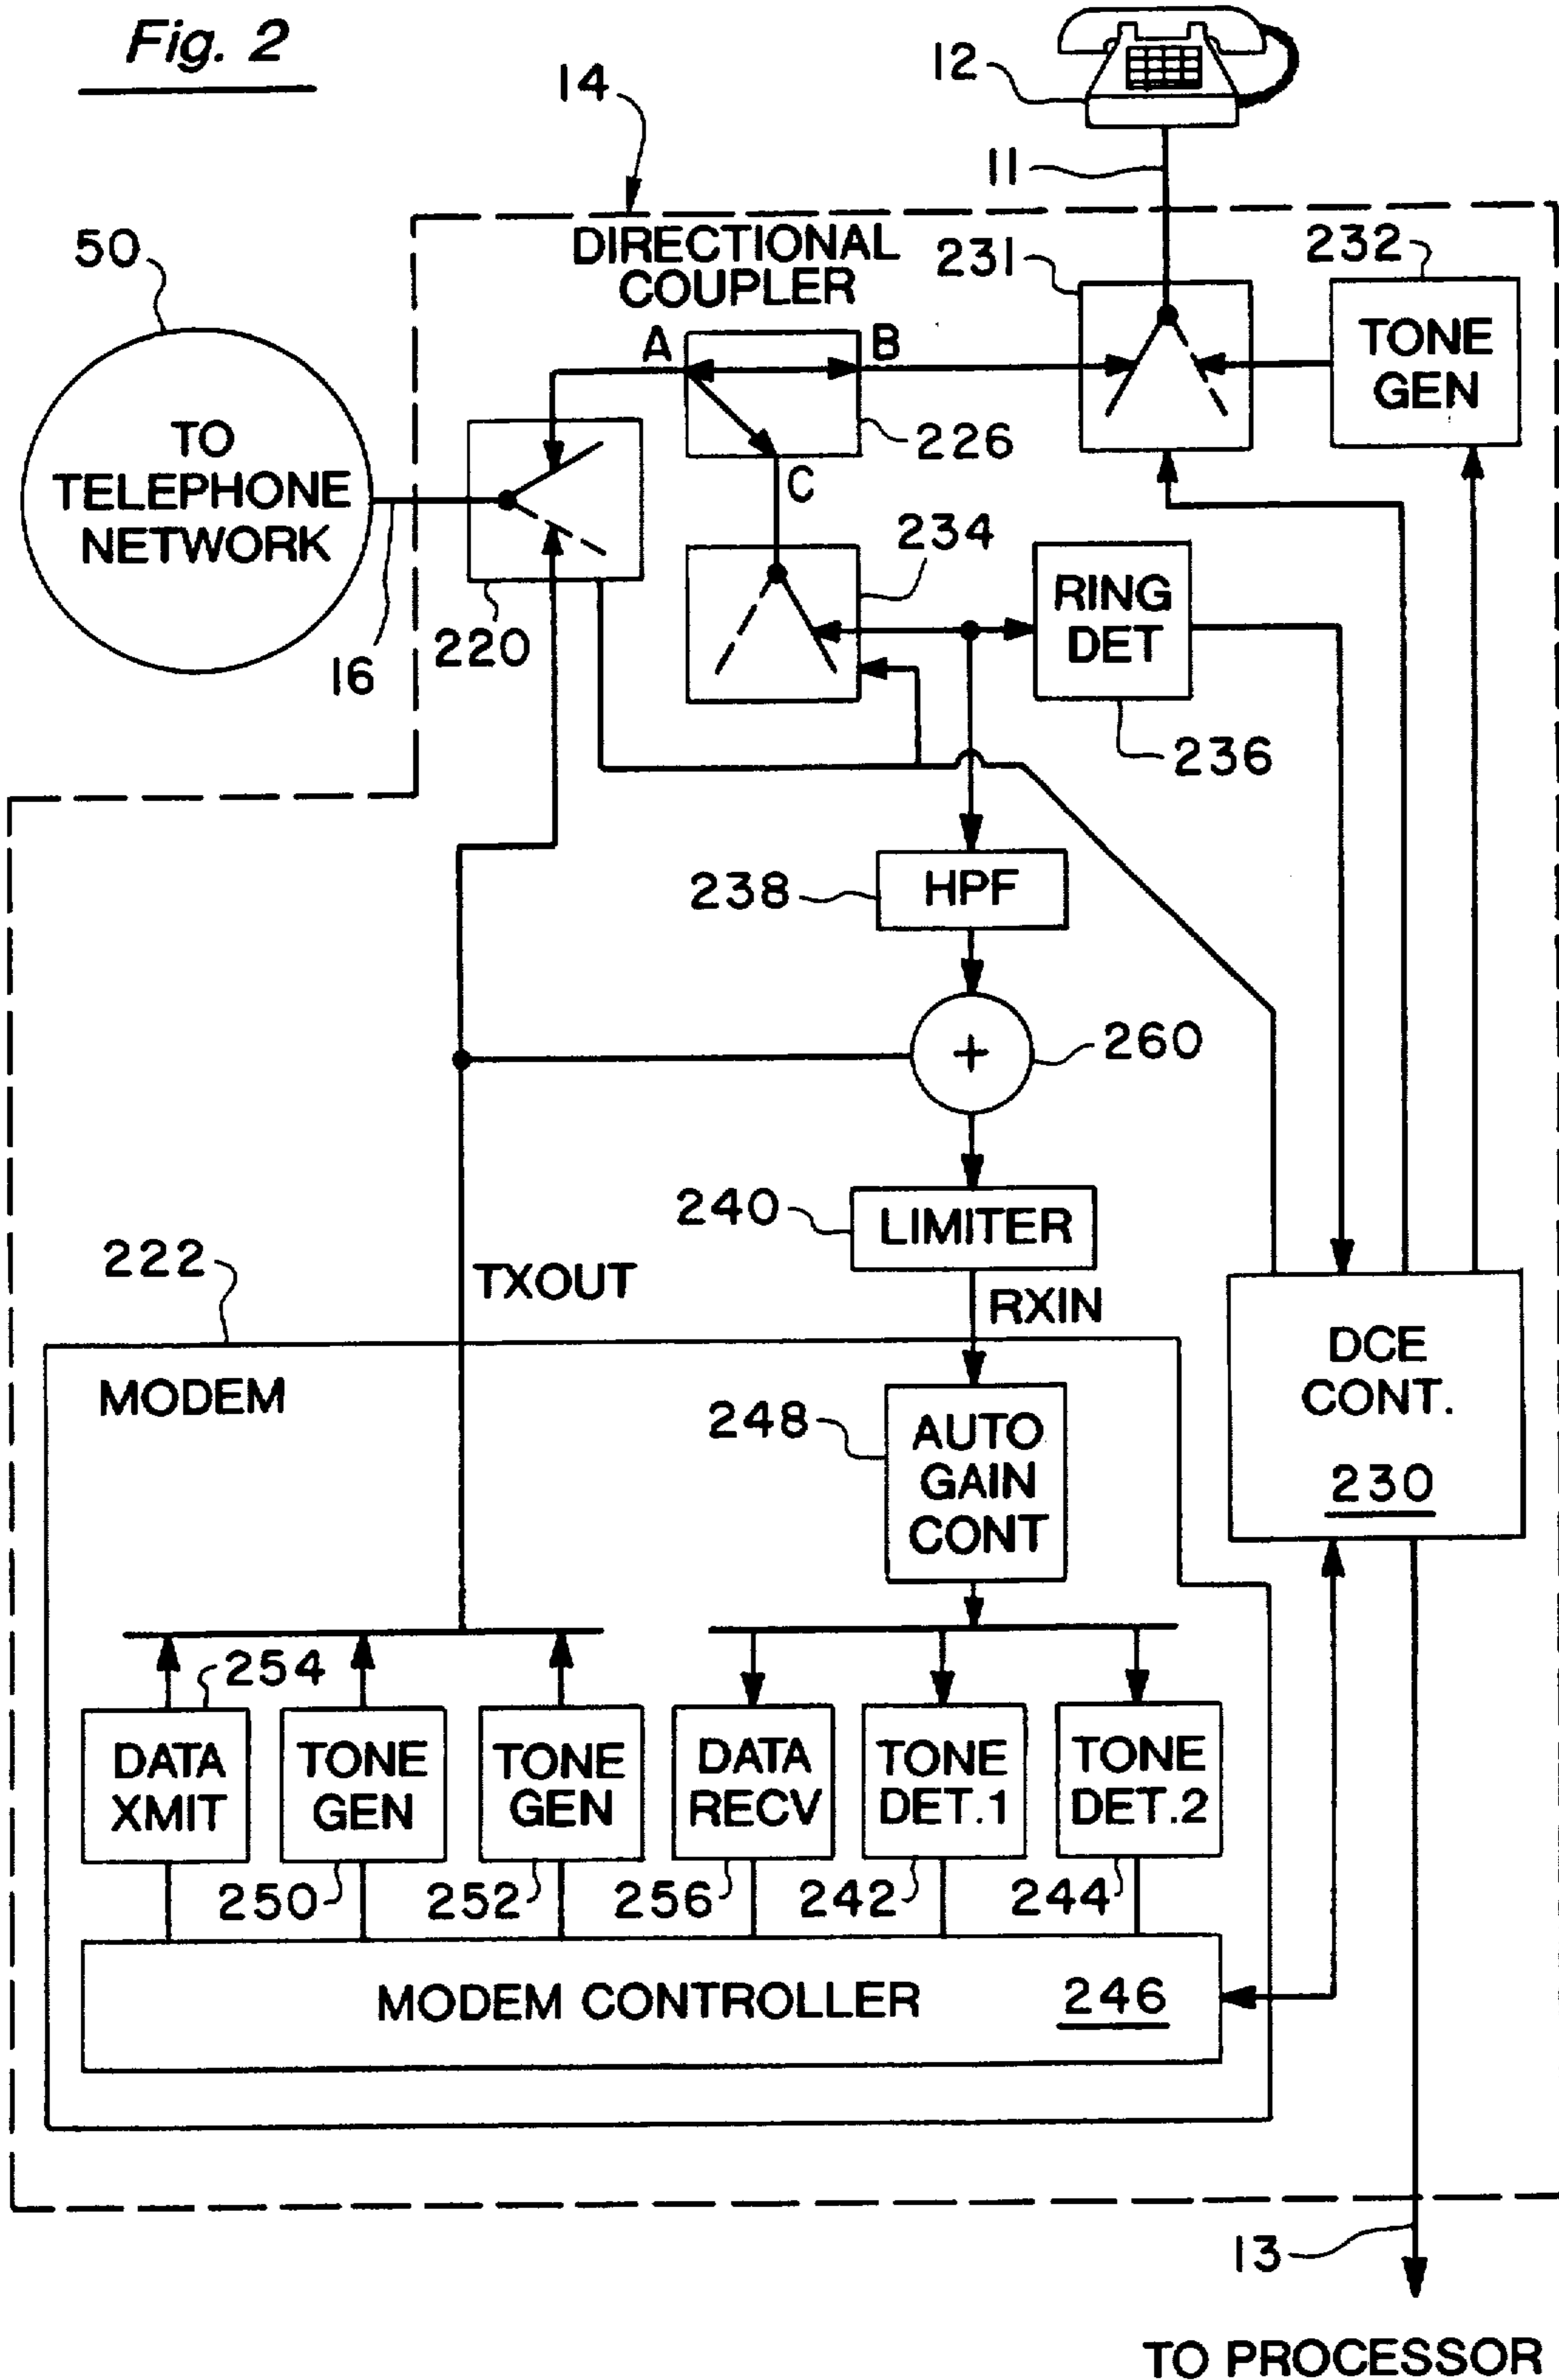 Fig. 2
12
14
11
50
DIRECTIONAL
COUPLER
231
232
A
B
TONE
GEN
TO
TELEPHONE
NETWORK
226
C
234
RING
DET
220
16
236
238
HPF
+
260
240
LIMITER
222
TXOUT
RXIN
MODEM
DCE
CONT.
230
248
AUTO
GAIN
CONT
254
DATA
XMIT
TONE
GEN
TONE
GEN
DATA
RECV
TONE
DET.1
TONE
DET.2
250
252
256
242
244
MODEM CONTROLLER
246
13
TO PROCESSOR